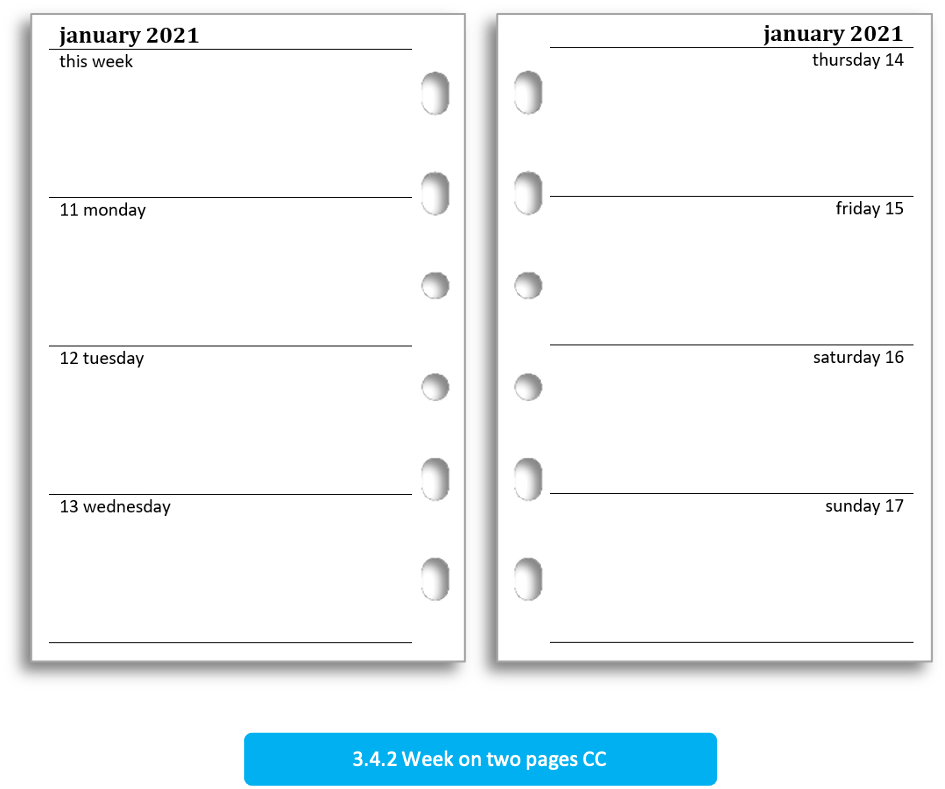 january 2021
this week
11 monday
12 tuesday
13 wednesday
january 2021
thursday 14
friday 15
saturday 16
sunday 17
3.4.2 Week on two pages CC